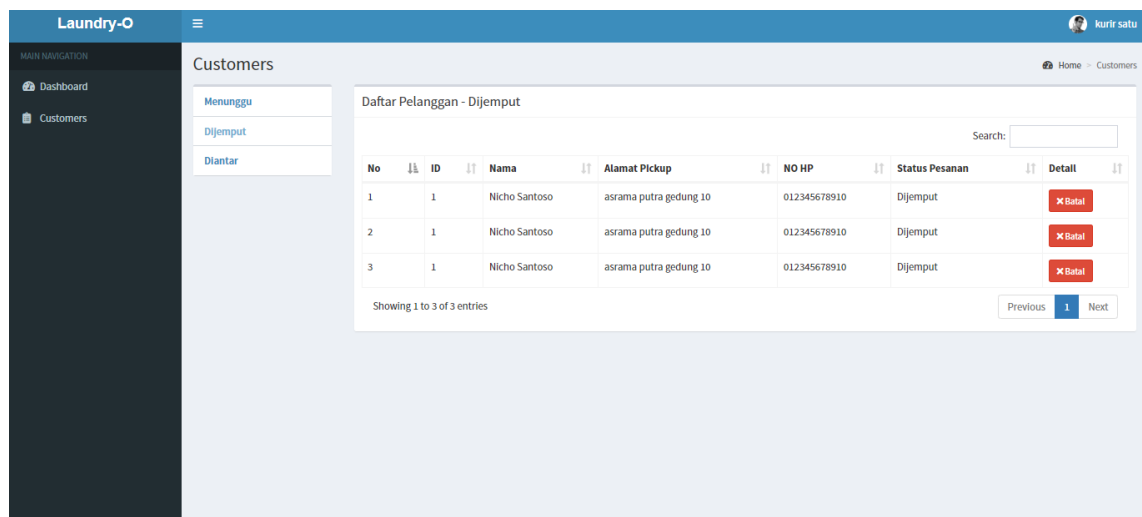 Laundry-O
kurir satu
MAIN NAVIGATION
Dashboard
Customers
Customers
Home > Customers
Menunggu
Dijemput
Diantar
Daftar Pelanggan - Dijemput
Search:
No ID Nama Alamat Pickup NO HP Status Pesanan Detail
1 1 Nicho Santoso asrama putra gedung 10 012345678910 Dijemput Batal
2 1 Nicho Santoso asrama putra gedung 10 012345678910 Dijemput Batal
3 1 Nicho Santoso asrama putra gedung 10 012345678910 Dijemput Batal
Showing 1 to 3 of 3 entries
Previous 1 Next